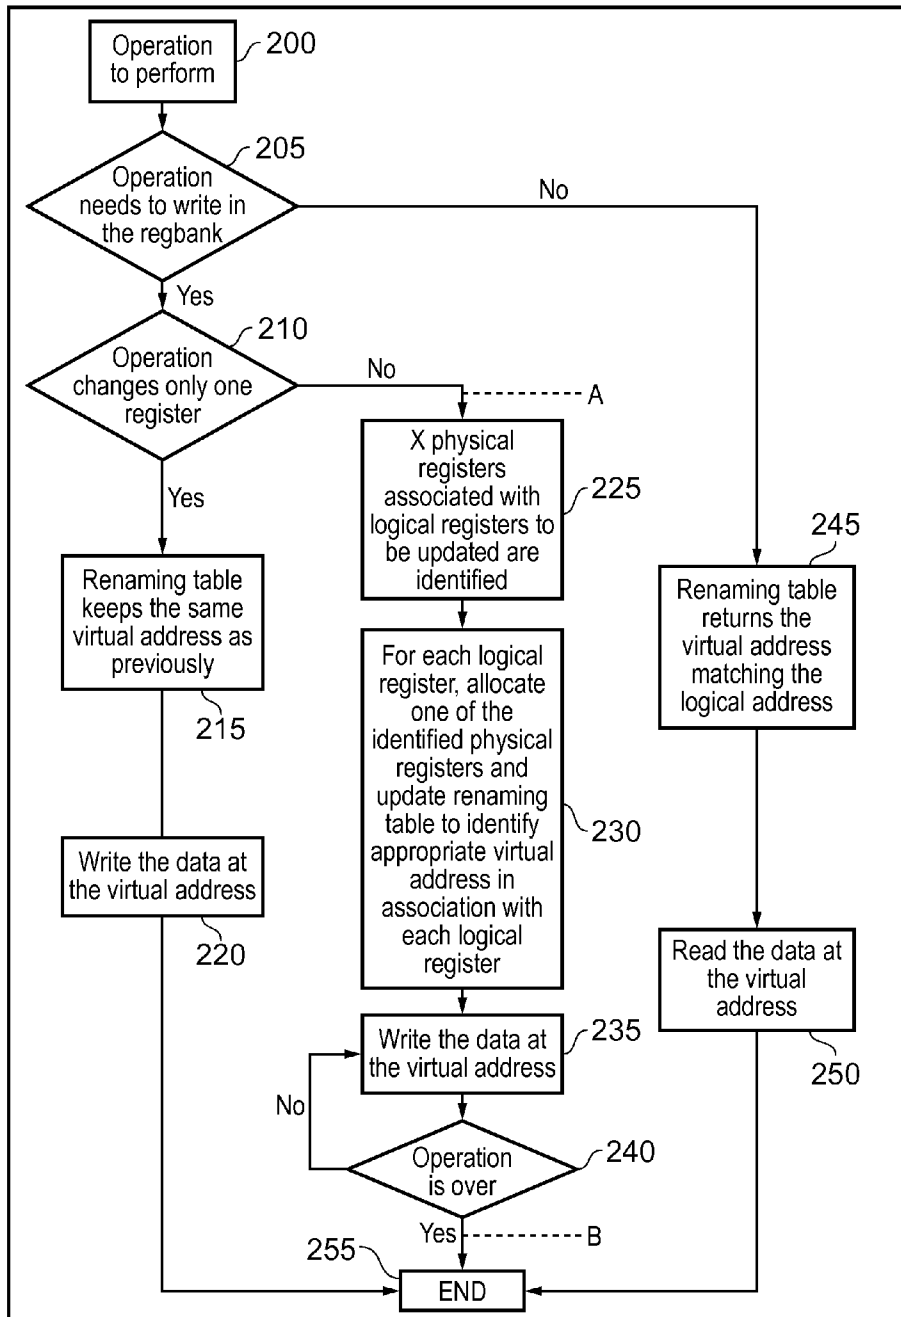 Operation
to perform
200
Operation
needs to write in
the regbank
205
No
Yes
Operation
changes only one
register
210
No
A
Yes
X physical
registers
associated with
logical registers to
be updated are
identified
225
Renaming table
keeps the same
virtual address as
previously
215
245
Renaming table
returns the
virtual address
matching the
logical address
For each logical
register, allocate
one of the
identified physical
registers and
update renaming
table to identify
appropriate virtual
address in
association with
each logical
register
230
Write the data at
the virtual address
220
Read the data at
the virtual
address
250
Write the data at
the virtual address
235
No
Operation
is over
240
Yes
B
255
END